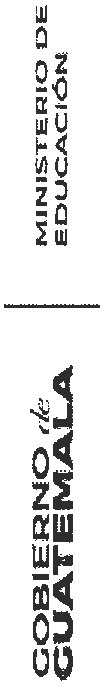 GOBIERNO de
GUATEMALA
MINISTERIO DE
EDUCACIÓN